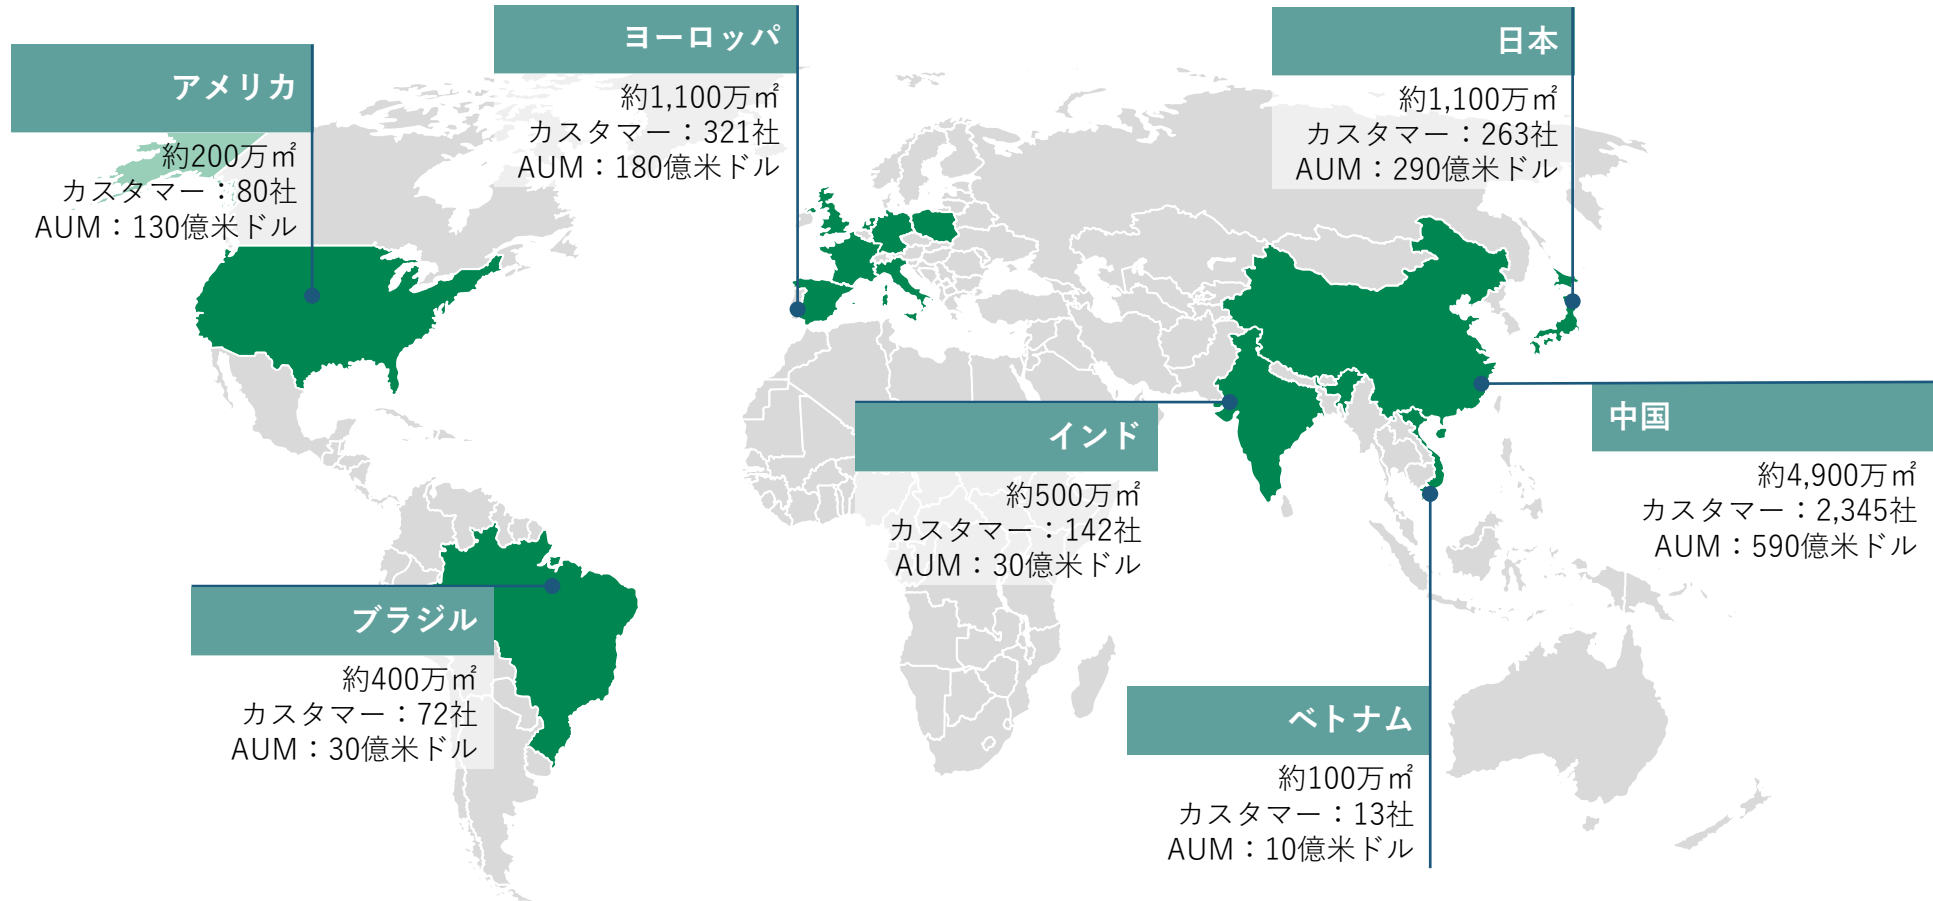 アメリカ
約200万㎡
カスタマー：80社
AUM：130億米ドル
ヨーロッパ
約1,100万㎡
カスタマー：321社
AUM：180億米ドル
日本
約1,100万㎡
カスタマー：263社
AUM：290億米ドル
インド
約500万㎡
カスタマー：142社
AUM：30億米ドル
中国
約4,900万㎡
カスタマー：2,345社
AUM：590億米ドル
ブラジル
約400万㎡
カスタマー：72社
AUM：30億米ドル
ベトナム
約100万㎡
カスタマー：13社
AUM：10億米ドル